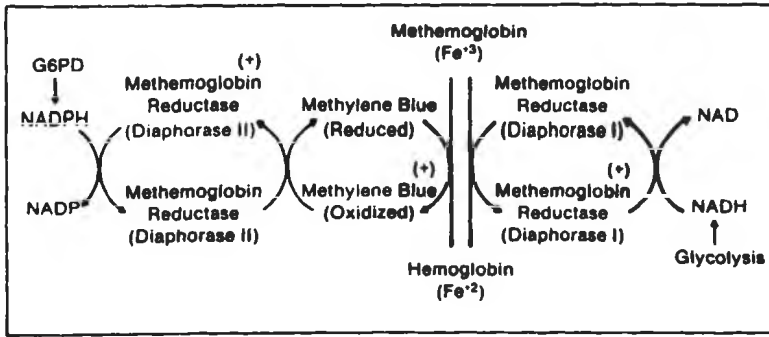 Methemoglobin
(Fe+3)
G6PD
NADPH
NADP
(+)
Methemoglobin
Reductase
(Diaphorase II)
Methemoglobin
Reductase
(Diaphorase II)
Methylene Blue
(Reduced)
(+)
Methylene Blue
(Oxidized)
Methemoglobin
Reductase
(Diaphorase I)
(+)
Methemoglobin
Reductase
(Diaphorase I)
NAD
NADH
Glycolysis
Hemoglobin
(Fe+2)